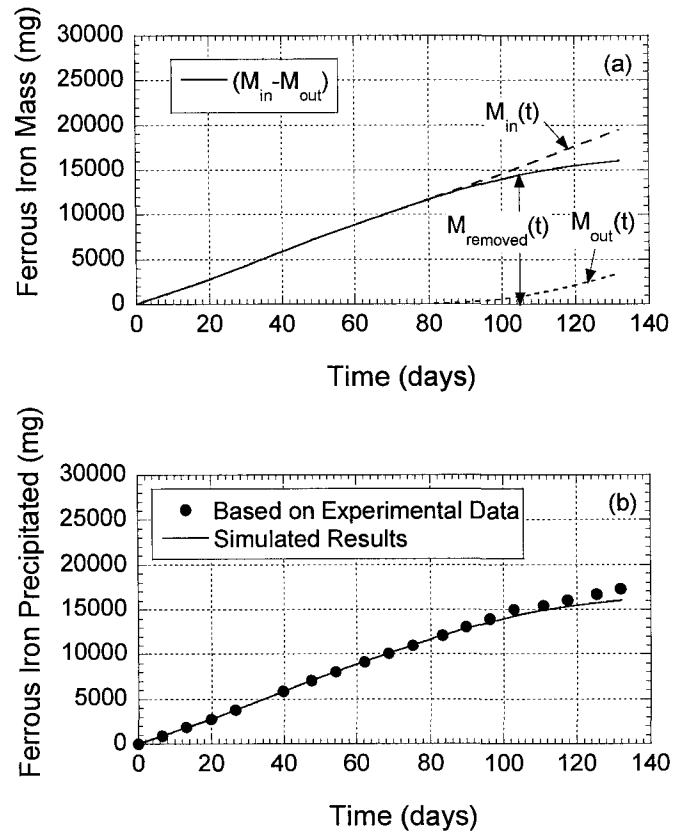 30000
25000
20000
15000
10000
5000
0
Ferrous Iron Mass (mg)
(M_in-M_out)
(a)
M_in(t)
M_removed(t)
M_out(t)
0 20 40 60 80 100 120 140
Time (days)
30000
25000
20000
15000
10000
5000
0
Ferrous Iron Precipitated (mg)
Based on Experimental Data
Simulated Results
(b)
0 20 40 60 80 100 120 140
Time (days)